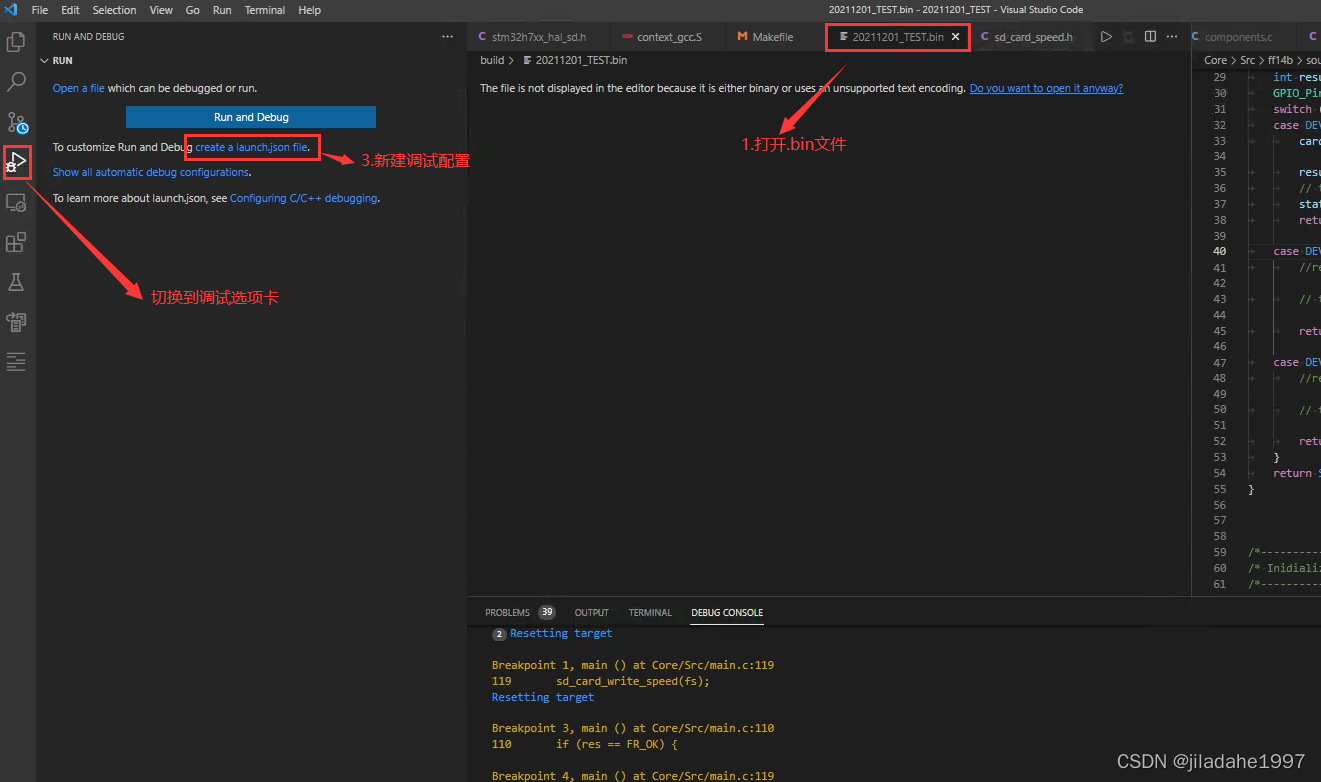 File Edit Selection View Go Run Terminal Help
20211201_TEST.bin - 20211201_TEST - Visual Studio Code
RUN AND DEBUG
RUN
Open a file which can be debugged or run.
Run and Debug
To customize Run and Debug create a launch.json file.
3.新建调试配置
Show all automatic debug configurations.
To learn more about launch.json, see Configuring C/C++ debugging.
切换到调试选项卡
stm32h7xx_hal_sd.h
context_gcc.S
Makefile
20211201_TEST.bin
sd_card_speed.h
components.c
build > 20211201_TEST.bin
The file is not displayed in the editor because it is either binary or uses an unsupported text encoding. Do you want to open it anyway?
1.打开.bin文件
Core > Src > ff14b > sou
29 int resu
30 GPIO_Pin
31 switch (
32 case DEV
33 car
34
35 resu
36 // t
37 stat
38 retu
39
40 case DEV
41 //re
42
43 // t
44
45 retu
46
47 case DEV
48 //re
49
50 // t
51
52 retu
53 }
54 return S
55 }
56
57
58
59 /*----------
60 /* Inidializ
61 /*----------
PROBLEMS 39 OUTPUT TERMINAL DEBUG CONSOLE
2 Resetting target
Breakpoint 1, main () at Core/Src/main.c:119
119 sd_card_write_speed(fs);
Resetting target
Breakpoint 3, main () at Core/Src/main.c:110
110 if (res == FR_OK) {
Breakpoint 4, main () at Core/Src/main.c:119
CSDN @jiladahe1997